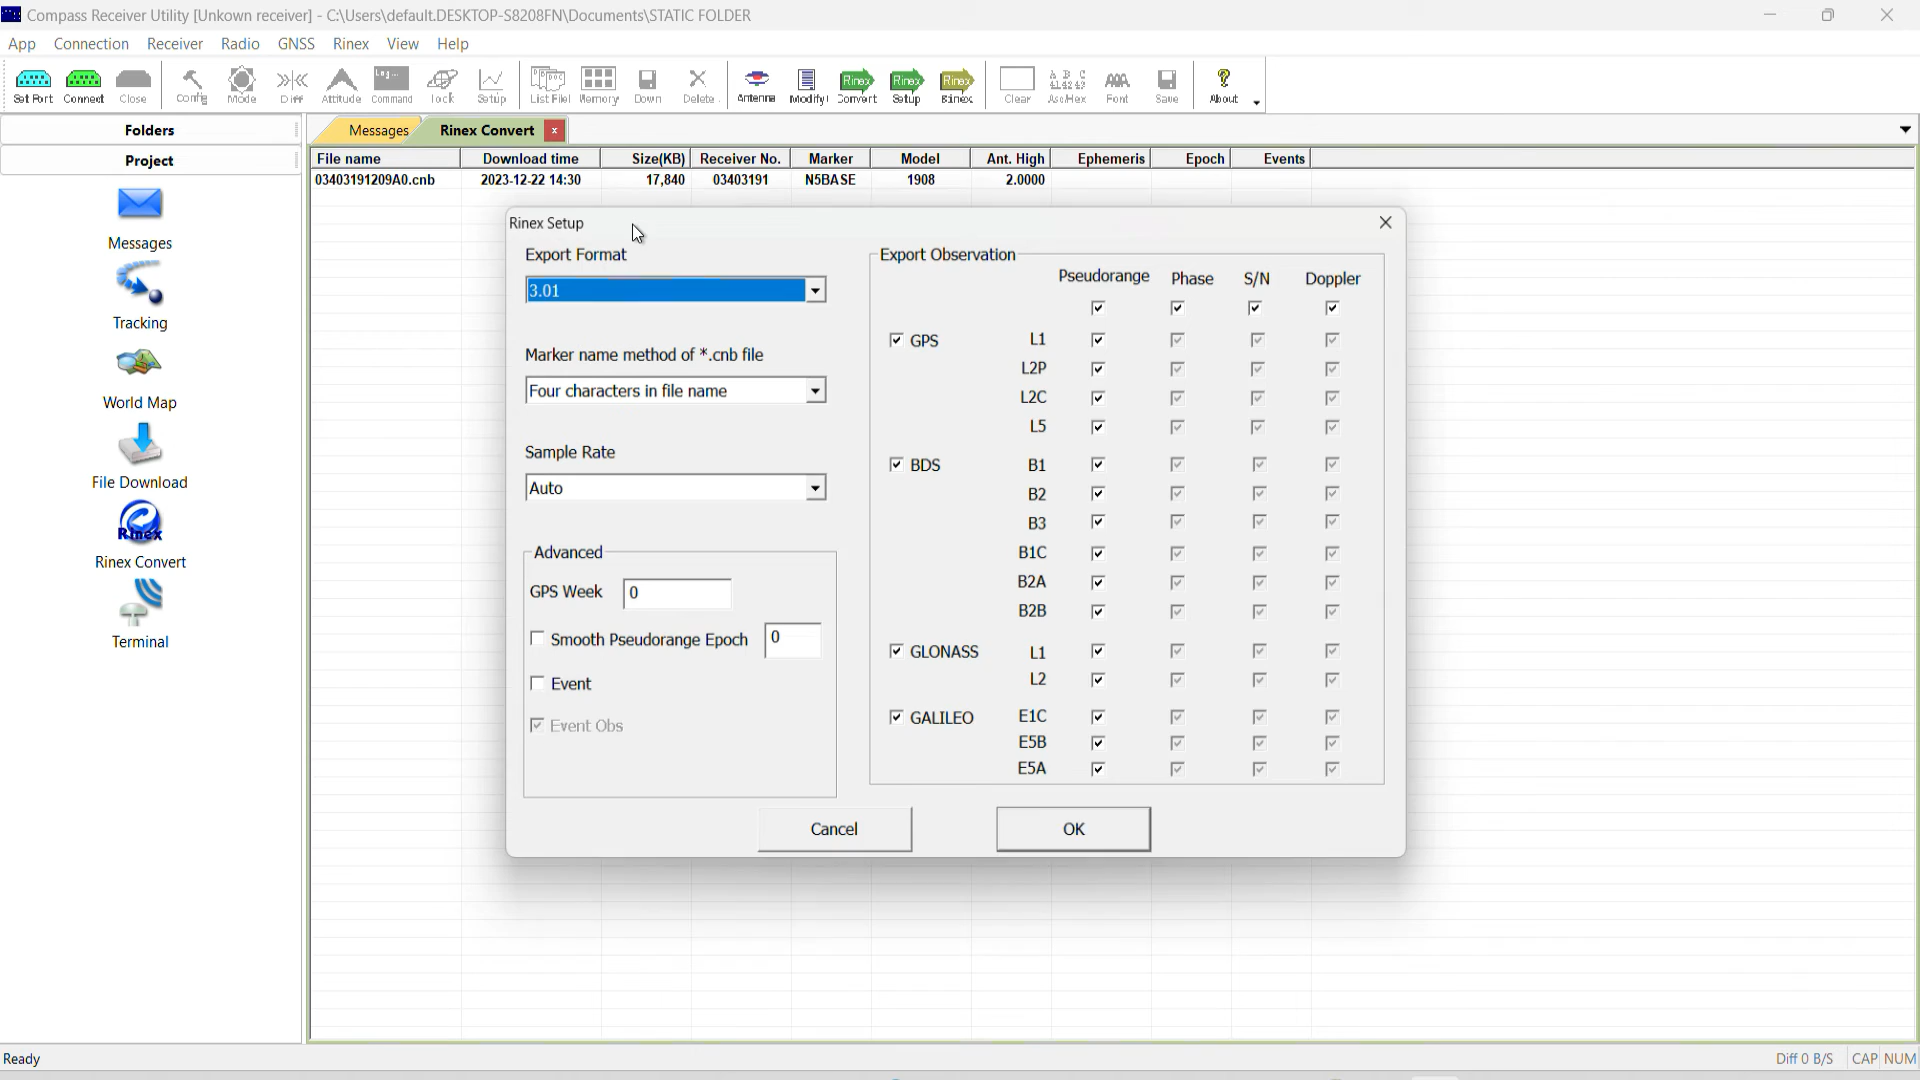 Compass Receiver Utility [Unkown receiver] - C:\Users\default.DESKTOP-S8208FN\Documents\STATIC FOLDER
App Connection Receiver Radio GNSS Rinex View Help
Set Port Connect Close Config Mode Diff Attitude Command Lock Setup List File Memory Down Delete Antenna Modify Convert Setup Binex Clear Asc/Hex Font Save About
Folders
Project
Messages
Tracking
World Map
File Download
Rinex
Rinex Convert
Terminal
Messages Rinex Convert x
File name Download time Size(KB) Receiver No. Marker Model Ant. High Ephemeris Epoch Events
03403191209A0.cnb 2023-12-22 14:30 17,840 03403191 N5BASE 1908 2.0000
Rinex Setup
Export Format
3.01
Marker name method of *.cnb file
Four characters in file name
Sample Rate
Auto
Advanced
GPS Week 0
Smooth Pseudorange Epoch 0
Event
Event Obs
Export Observation
Pseudorange Phase S/N Doppler
GPS L1
L2P
L2C
L5
BDS B1
B2
B3
B1C
B2A
B2B
GLONASS L1
L2
GALILEO E1C
E5B
E5A
Cancel OK
Ready Diff 0 B/S CAP NUM